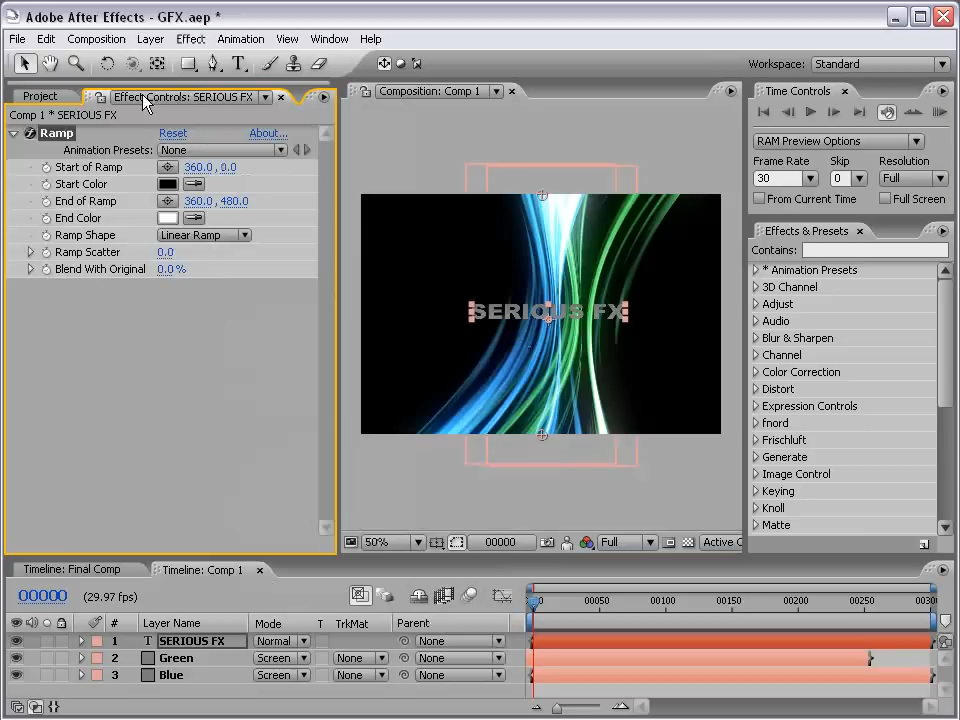 Adobe After Effects - GFX.aep *
File Edit Composition Layer Effect Animation View Window Help
Workspace: Standard
Project Effect Controls: SERIOUS FX
Composition: Comp 1
Time Controls
Comp 1 * SERIOUS FX
Ramp Reset About...
Animation Presets: None
Start of Ramp 360.0, 0.0
Start Color
End of Ramp 360.0, 480.0
End Color
Ramp Shape Linear Ramp
Ramp Scatter 0.0
Blend With Original 0.0 %
SERIOUS FX
50% 00000 Full Active C
RAM Preview Options
Frame Rate Skip Resolution
30 0 Full
From Current Time Full Screen
Effects & Presets
Contains:
* Animation Presets
3D Channel
Adjust
Audio
Blur & Sharpen
Channel
Color Correction
Distort
Expression Controls
fnord
Frischluft
Generate
Image Control
Keying
Knoll
Matte
Timeline: Final Comp Timeline: Comp 1
00000 (29.97 fps)
00050 00100 00150 00200 00250
# Layer Name Mode T TrkMat Parent
1 T SERIOUS FX Normal None
2 Green Screen None None
3 Blue Screen None None